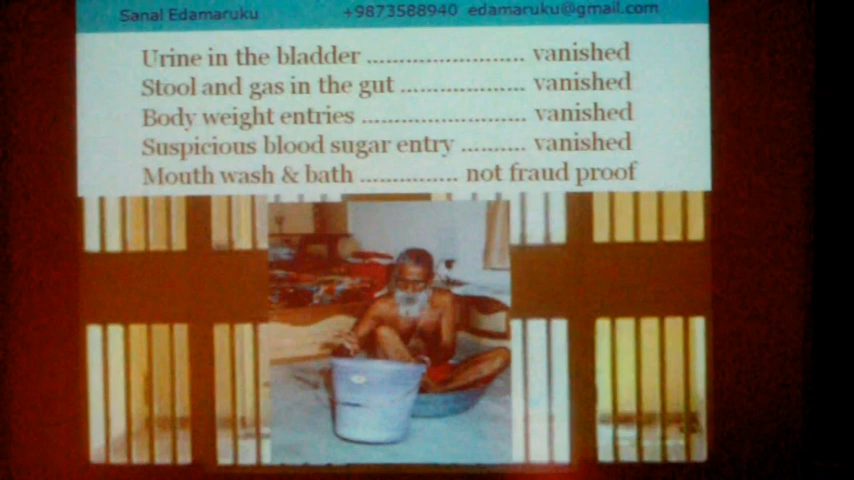 Sanal Edamaruku +9873588940 edamaruku@gmail.com
Urine in the bladder ........................ vanished
Stool and gas in the gut ................... vanished
Body weight entries ......................... vanished
Suspicious blood sugar entry .......... vanished
Mouth wash & bath ............... not fraud proof